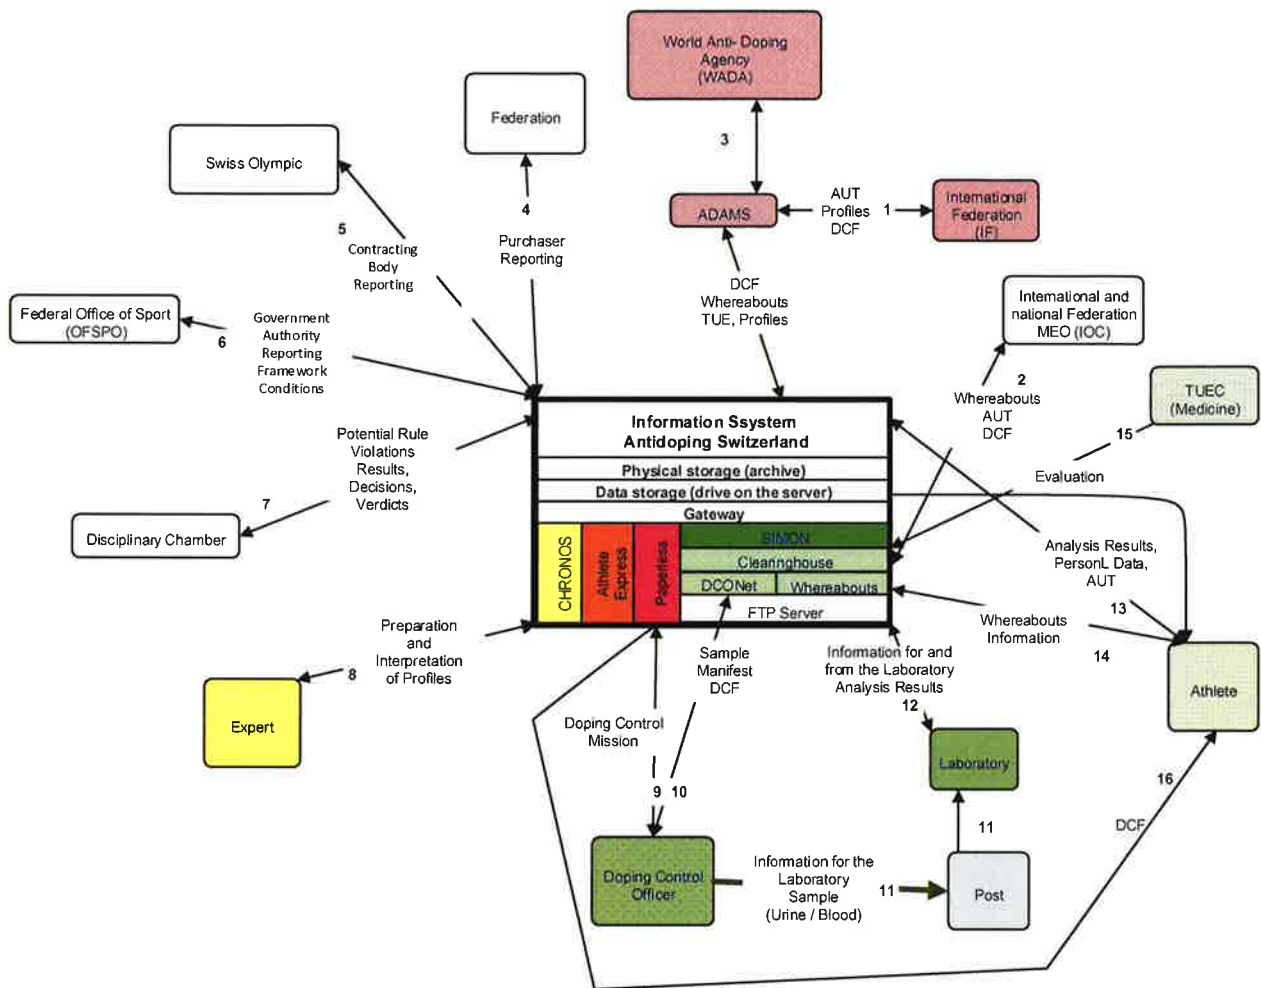 World Anti- Doping
Agency
(WADA)
Federation
Swiss Olympic
3
ADAMS
AUT
Profiles
DCF
1
International
Federation
(IF)
4
Purchaser
Reporting
5
Contracting
Body
Reporting
DCF
Whereabouts
TUE, Profiles
International and
national Federation
MEO (IOC)
Federal Office of Sport
(OFSPO)
6
Government
Authority
Reporting
Framework
Conditions
2
Whereabouts
AUT
DCF
TUEC
(Medicine)
15
Evaluation
Information Ssystem
Antidoping Switzerland
Physical storage (archive)
Data storage (drive on the server)
Gateway
CHRONOS
Athlete
Express
Paperless
SIMON
Clearinghouse
DCONet
Whereabouts
FTP Server
Potential Rule
Violations
Results,
Decisions,
Verdicts
7
Disciplinary Chamber
Analysis Results,
PersonL Data,
AUT
13
Whereabouts
Information
14
Athlete
Preparation
and
Interpretation
of Profiles
8
Expert
Sample
Manifest
DCF
Information for and
from the Laboratory
Analysis Results
12
Doping Control
Mission
9
10
Laboratory
16
DCF
11
Doping Control
Officer
Information for the
Laboratory
Sample
(Urine / Blood)
11
Post